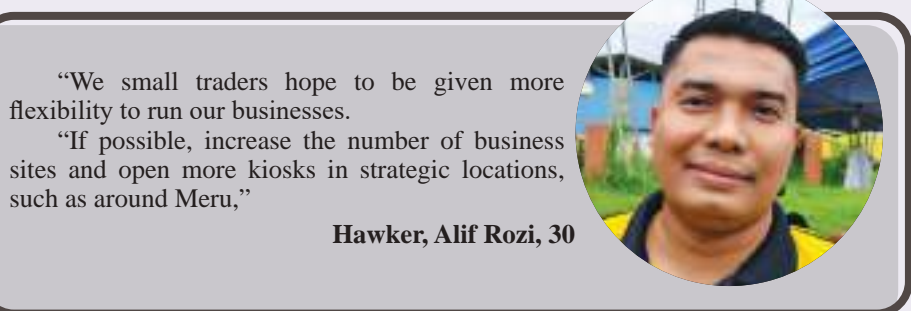 “We small traders hope to be given more
flexibility to run our businesses.
“If possible, increase the number of business
sites and open more kiosks in strategic locations,
such as around Meru,”
Hawker, Alif Rozi, 30